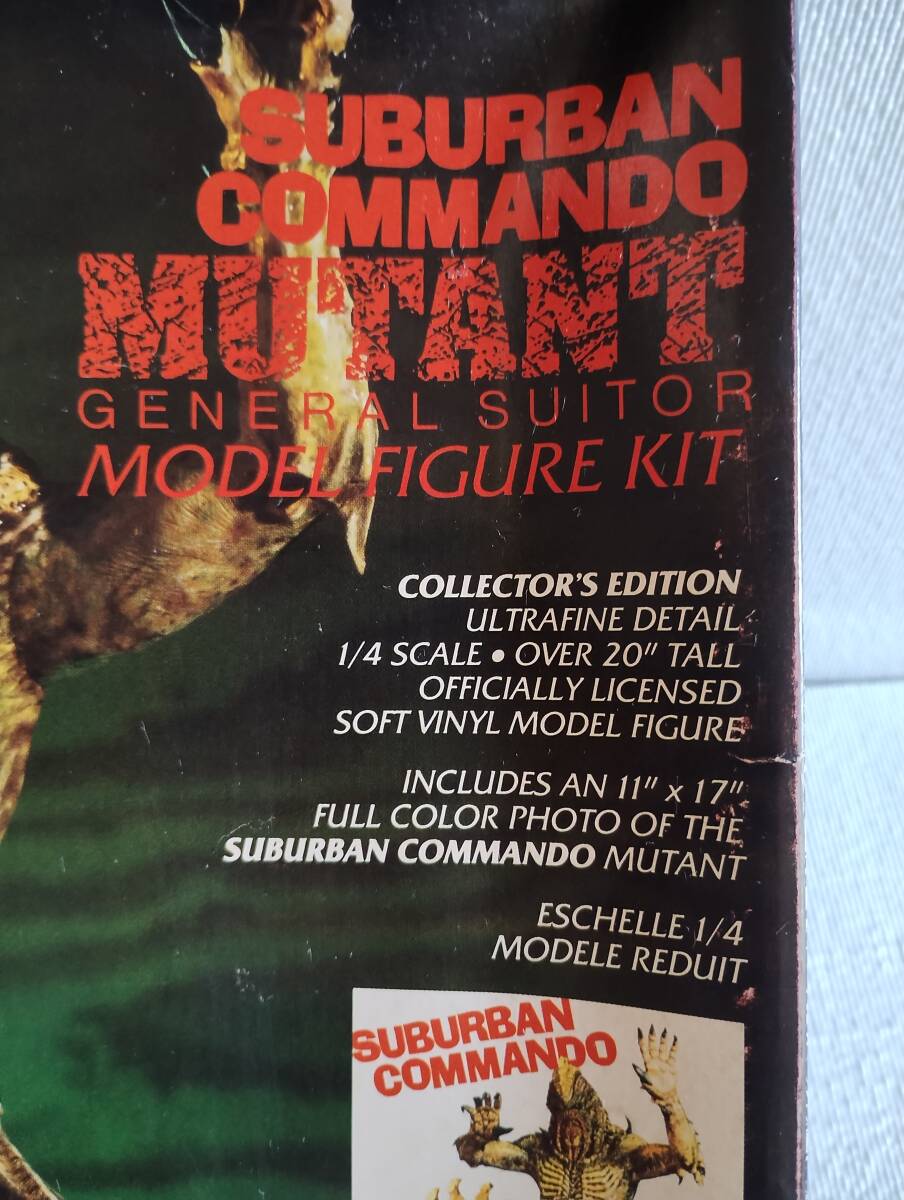 SUBURBAN
COMMANDO
MUTANT
GENERAL SUITOR
MODEL FIGURE KIT
COLLECTOR'S EDITION
ULTRAFINE DETAIL
1/4 SCALE • OVER 20" TALL
OFFICIALLY LICENSED
SOFT VINYL MODEL FIGURE
INCLUDES AN 11" x 17"
FULL COLOR PHOTO OF THE
SUBURBAN COMMANDO MUTANT
ESCHELLE 1/4
MODELE REDUIT
SUBURBAN
COMMANDO